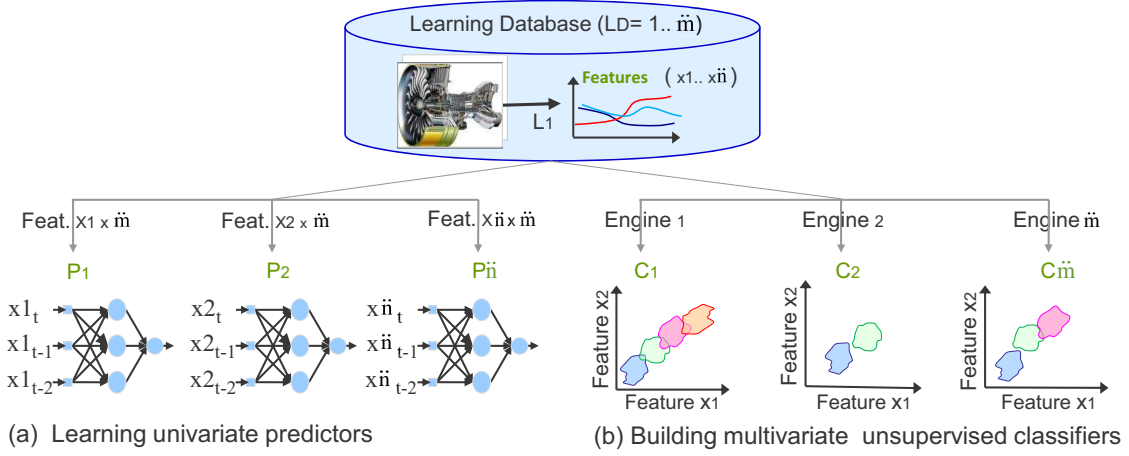 Learning Database (LD= 1.. m̈)
Features ( x1.. xn̈)
L1
Feat. x1 x m̈ Feat. x2 x m̈ Feat. xn̈ x m̈ Engine 1 Engine 2 Engine m̈
P1 P2 Pn̈ C1 C2 Cm̈
x1t x2t xn̈t
x1t-1 x2t-1 xn̈t-1
x1t-2 x2t-2 xn̈t-2
Feature x2 Feature x2 Feature x2
Feature x1 Feature x1 Feature x1
(a) Learning univariate predictors (b) Building multivariate unsupervised classifiers